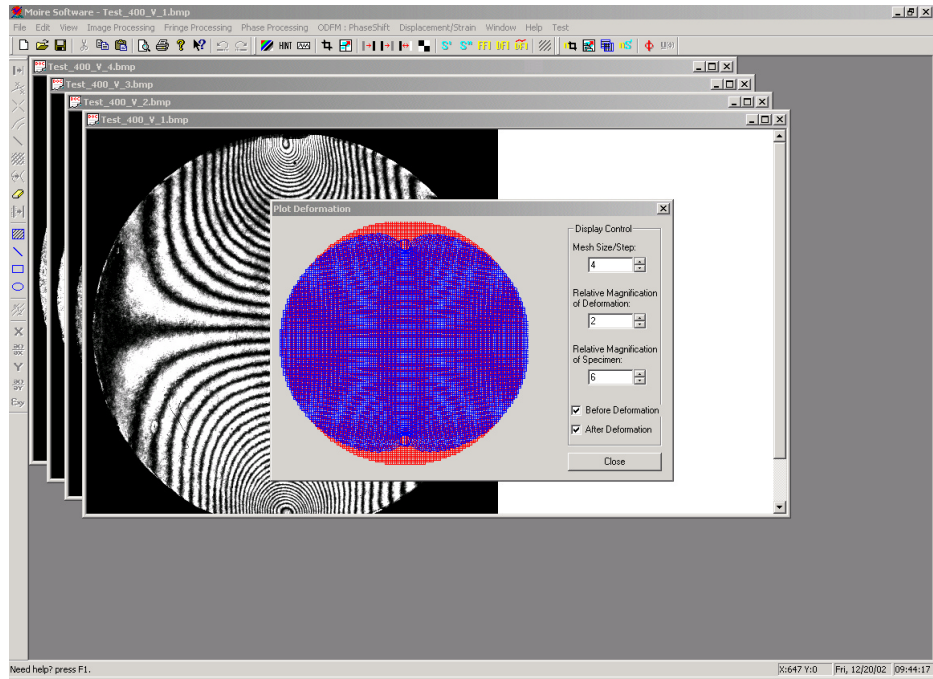 Moire Software - Test_400_V_1.bmp
File Edit View Image Processing Fringe Processing Phase Processing ODFM : PhaseShift Displacement/Strain Window Help Test
HNT
Test_400_V_4.bmp
Test_400_V_3.bmp
Test_400_V_2.bmp
Test_400_V_1.bmp
Plot Deformation
Display Control
Mesh Size/Step:
4
Relative Magnification
of Deformation:
2
Relative Magnification
of Specimen:
6
Before Deformation
After Deformation
Close
X
Y
Exy
Need help? press F1.
X:647 Y:0 Fri, 12/20/02 09:44:17